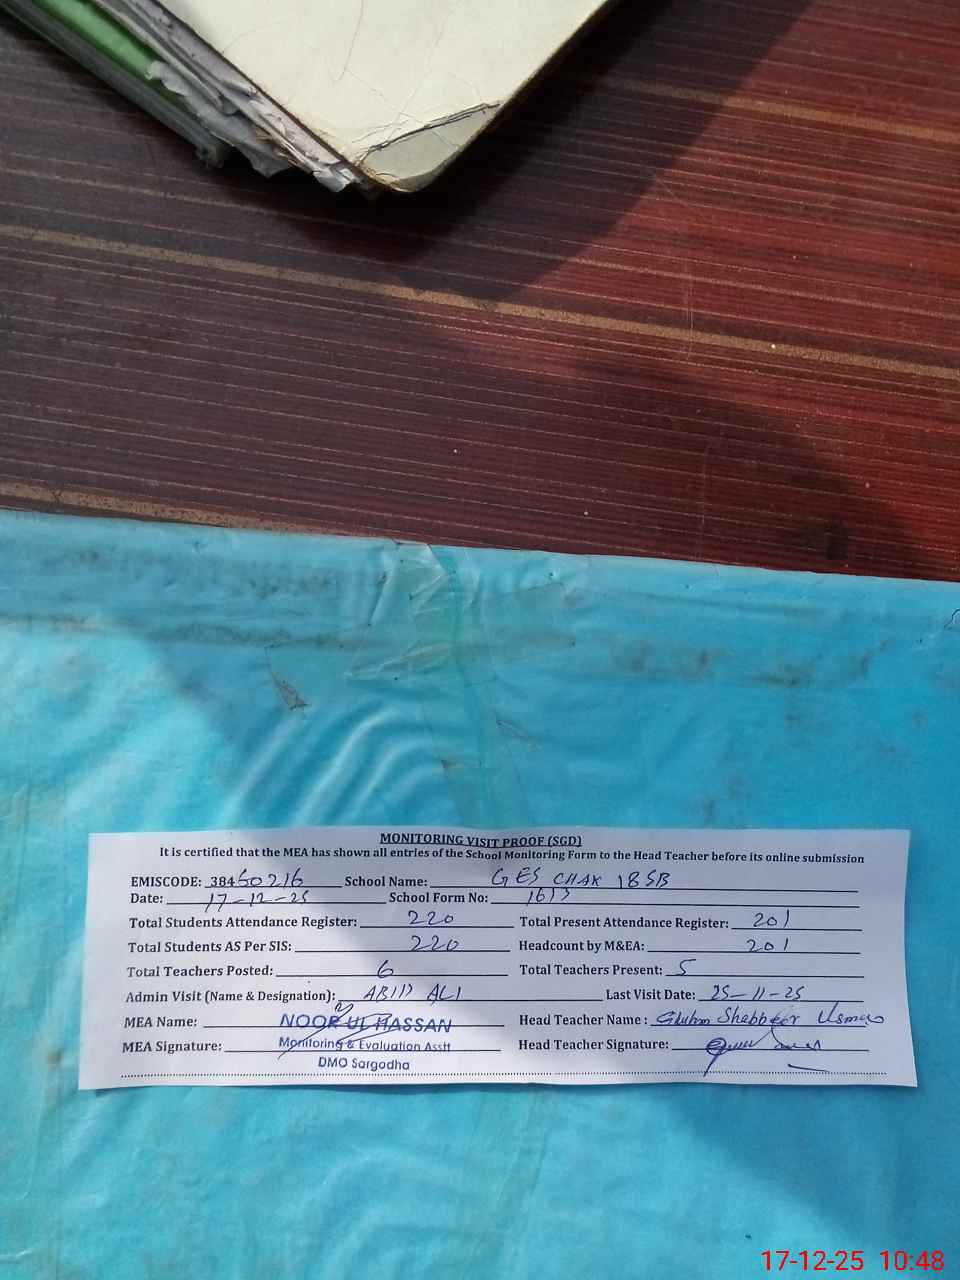 MONITORING VISIT PROOF (SGD)
It is certified that the MEA has shown all entries of the School Monitoring Form to the Head Teacher before its online submission
EMISCODE: 38460216 School Name: GES CHAK 18SB
Date: 17-12-25 School Form No: 1613
Total Students Attendance Register: 220 Total Present Attendance Register: 201
Total Students AS Per SIS: 220 Headcount by M&EA: 201
Total Teachers Posted: 6 Total Teachers Present: 5
Admin Visit (Name & Designation): ABID ALI Last Visit Date: 25-11-25
MEA Name: NOOR UL HASSAN Head Teacher Name: Usman
MEA Signature: Monitoring & Evaluation Asstt Head Teacher Signature:
DMO Sargodha
17-12-25 10:48